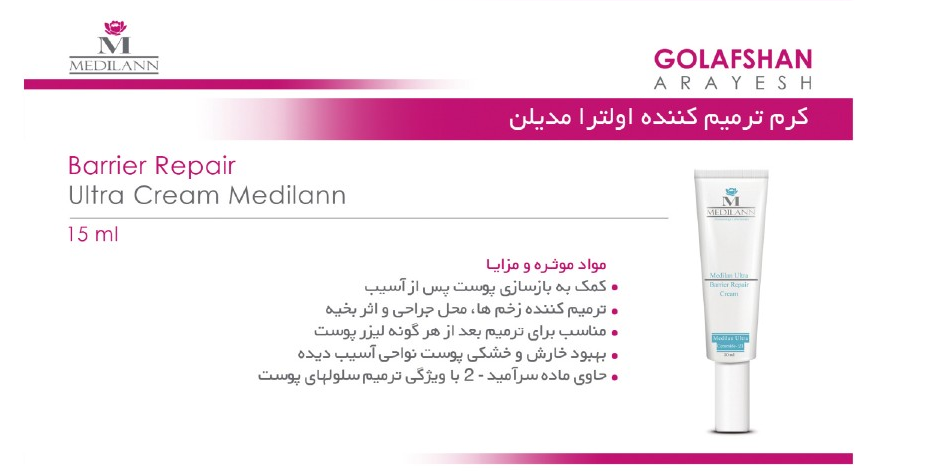 MEDILANN
GOLAFSHAN
ARAYESH
کرم ترمیم کننده اولترا مدیلن
Barrier Repair
Ultra Cream Medilann
15 ml
مواد موثره و مزایا
• کمک به بازسازی پوست پس از آسیب
• ترمیم کننده زخم ها، محل جراحی و اثر بخیه
• مناسب برای ترمیم بعد از هر گونه لیزر پوست
• بهبود خارش و خشکی پوست نواحی آسیب دیده
• حاوی ماده سرآمید - 2 با ویژگی ترمیم سلولهای پوست
M
MEDILANN
Medilan Ultra
Barrier Repair
Cream
Medilan Ultra